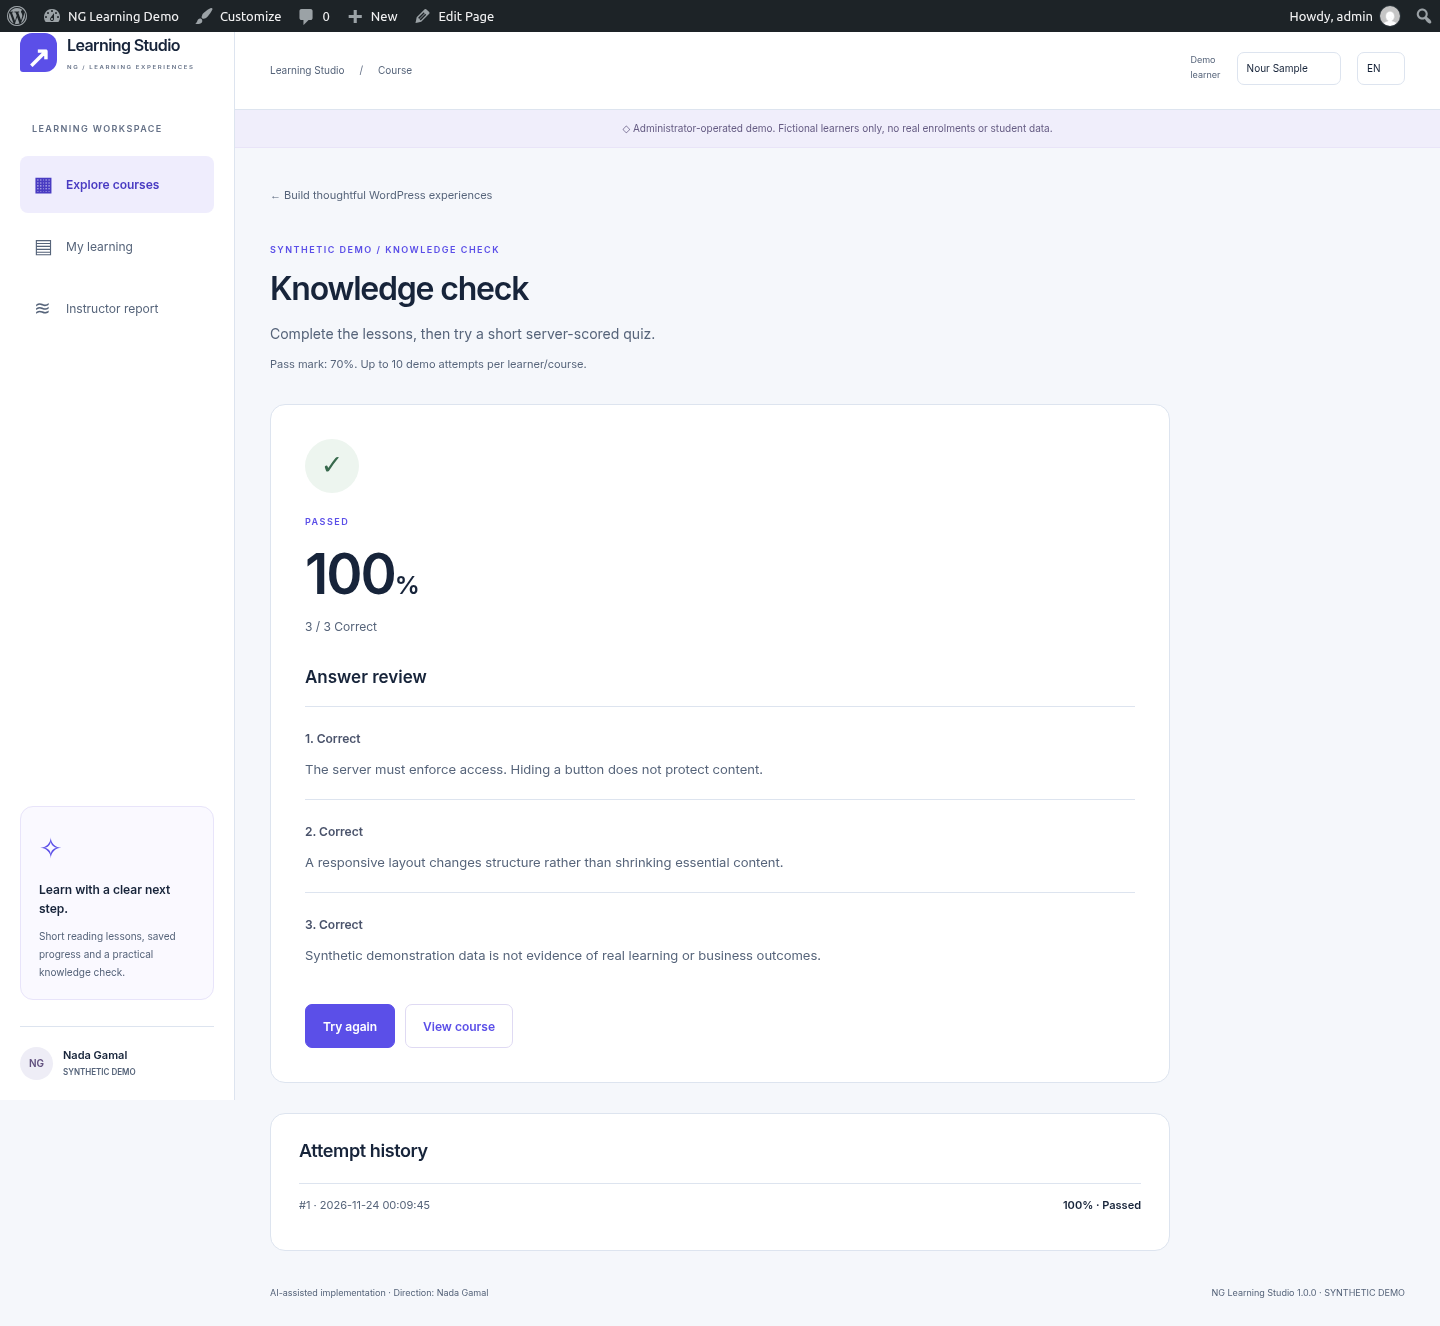 NG Learning Demo Customize 0 New Edit Page Howdy, admin
Learning Studio
NG / LEARNING EXPERIENCES
LEARNING WORKSPACE
Explore courses
My learning
Instructor report
Learn with a clear next
step.
Short reading lessons, saved
progress and a practical
knowledge check.
NG
Nada Gamal
SYNTHETIC DEMO
Learning Studio / Course
Demo
learner
Nour Sample
EN
◇ Administrator-operated demo. Fictional learners only, no real enrolments or student data.
← Build thoughtful WordPress experiences
SYNTHETIC DEMO / KNOWLEDGE CHECK
Knowledge check
Complete the lessons, then try a short server-scored quiz.
Pass mark: 70%. Up to 10 demo attempts per learner/course.
✓
PASSED
100%
3 / 3 Correct
Answer review
1. Correct
The server must enforce access. Hiding a button does not protect content.
2. Correct
A responsive layout changes structure rather than shrinking essential content.
3. Correct
Synthetic demonstration data is not evidence of real learning or business outcomes.
Try again
View course
Attempt history
#1 · 2026-11-24 00:09:45 100% · Passed
AI-assisted implementation · Direction: Nada Gamal
NG Learning Studio 1.0.0 · SYNTHETIC DEMO